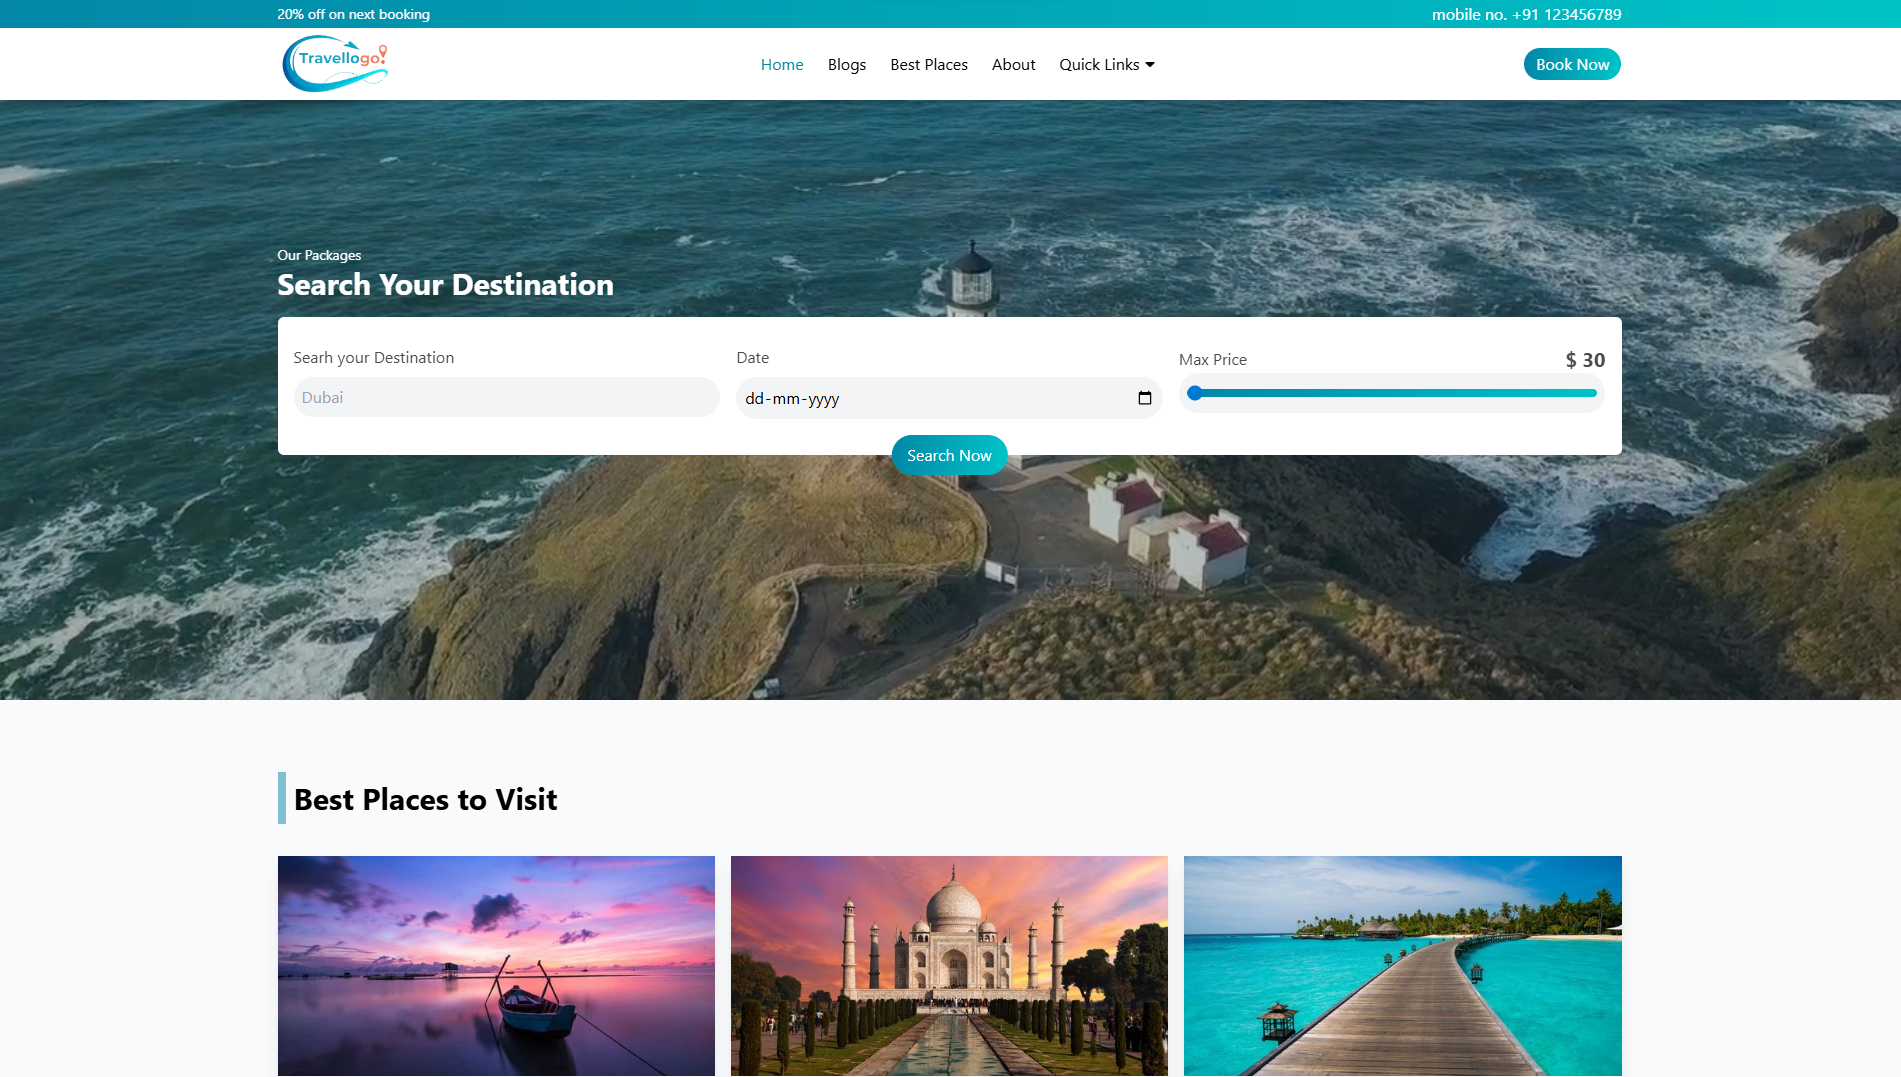 20% off on next booking
mobile no. +91 123456789
Travellogo!
Home
Blogs
Best Places
About
Quick Links
Book Now
Our Packages
Search Your Destination
Searh your Destination
Date
Max Price
$ 30
Dubai
dd-mm-yyyy
Search Now
Best Places to Visit